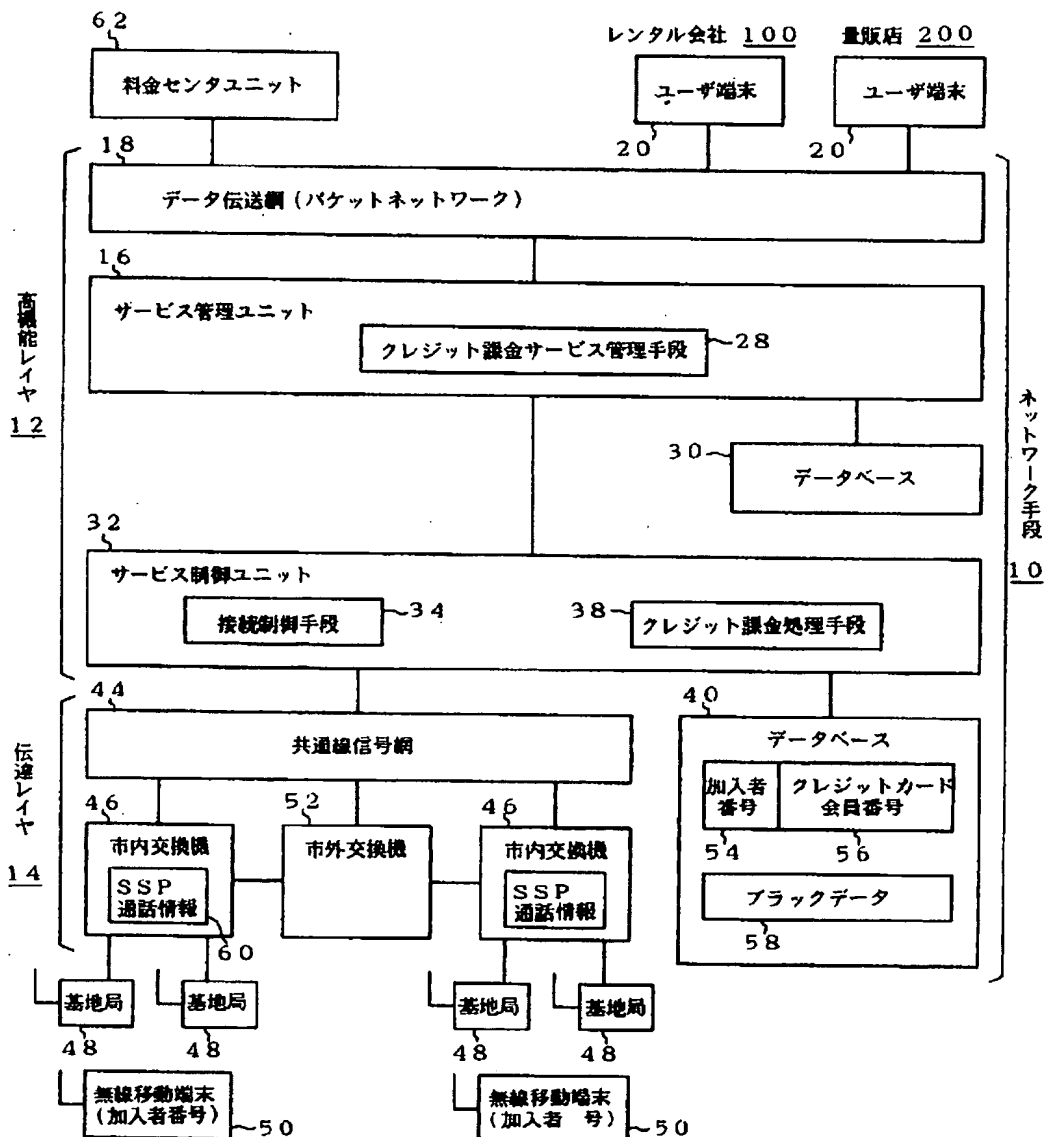 62
レンタル会社 100
量販店 200
料金センタユニット
ユーザ端末
ユーザ端末
20
20
18
データ伝送網(パケットネットワーク)
16
サービス管理ユニット
クレジット課金サービス管理手段
28
高機能レイヤ
12
ネットワーク手段
10
30
データベース
32
サービス制御ユニット
接続制御手段
34
38
クレジット課金処理手段
44
共通線信号網
伝達レイヤ
14
40
データベース
加入者
番号
クレジットカード
会員番号
54
56
ブラックデータ
58
46
市内交換機
SSP
通話情報
60
52
市外交換機
46
市内交換機
SSP
通話情報
基地局
基地局
基地局
基地局
48
48
48
48
無線移動端末
(加入者番号)
50
無線移動端末
(加入者 号)
50